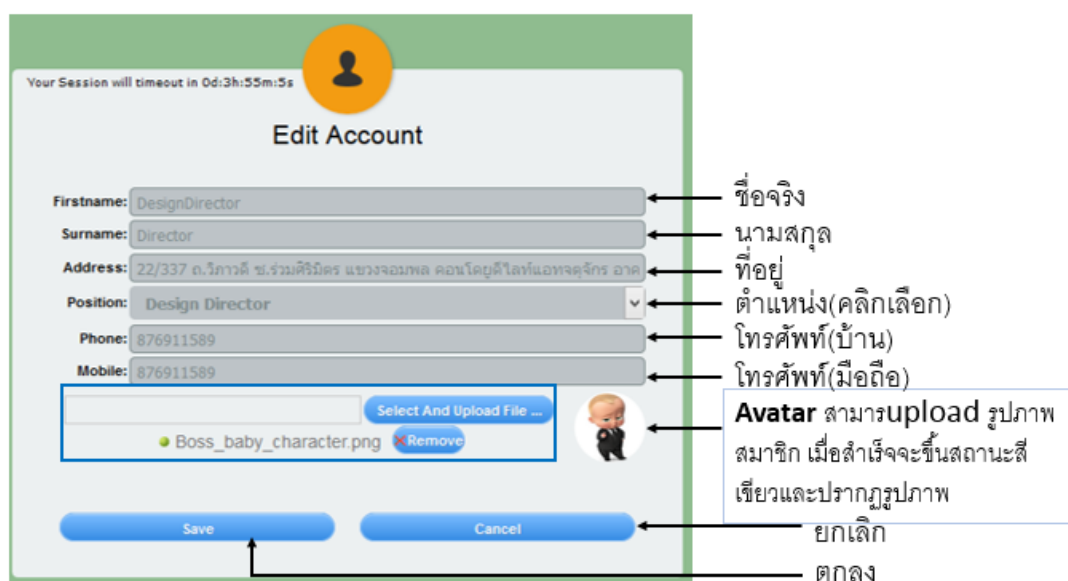 Your Session will timeout in 0d:3h:55m:5s
Edit Account
Firstname: DesignDirector
ชื่อจริง
Surname: Director
นามสกุล
Address: 22/337 ถ.วิภาวดี ซ.ร่วมศิริมิตร แขวงจอมพล คอนโดยูดีไลท์แอทจตุจักร อาค
ที่อยู่
Position: Design Director
ตำแหน่ง(คลิกเลือก)
Phone: 876911589
โทรศัพท์(บ้าน)
Mobile: 876911589
โทรศัพท์(มือถือ)
Select And Upload File ...
Boss_baby_character.png Remove
Avatar สามารupload รูปภาพ
สมาชิก เมื่อสำเร็จจะขึ้นสถานะสี
เขียวและปรากฏรูปภาพ
Save
Cancel
ยกเลิก
ตกลง